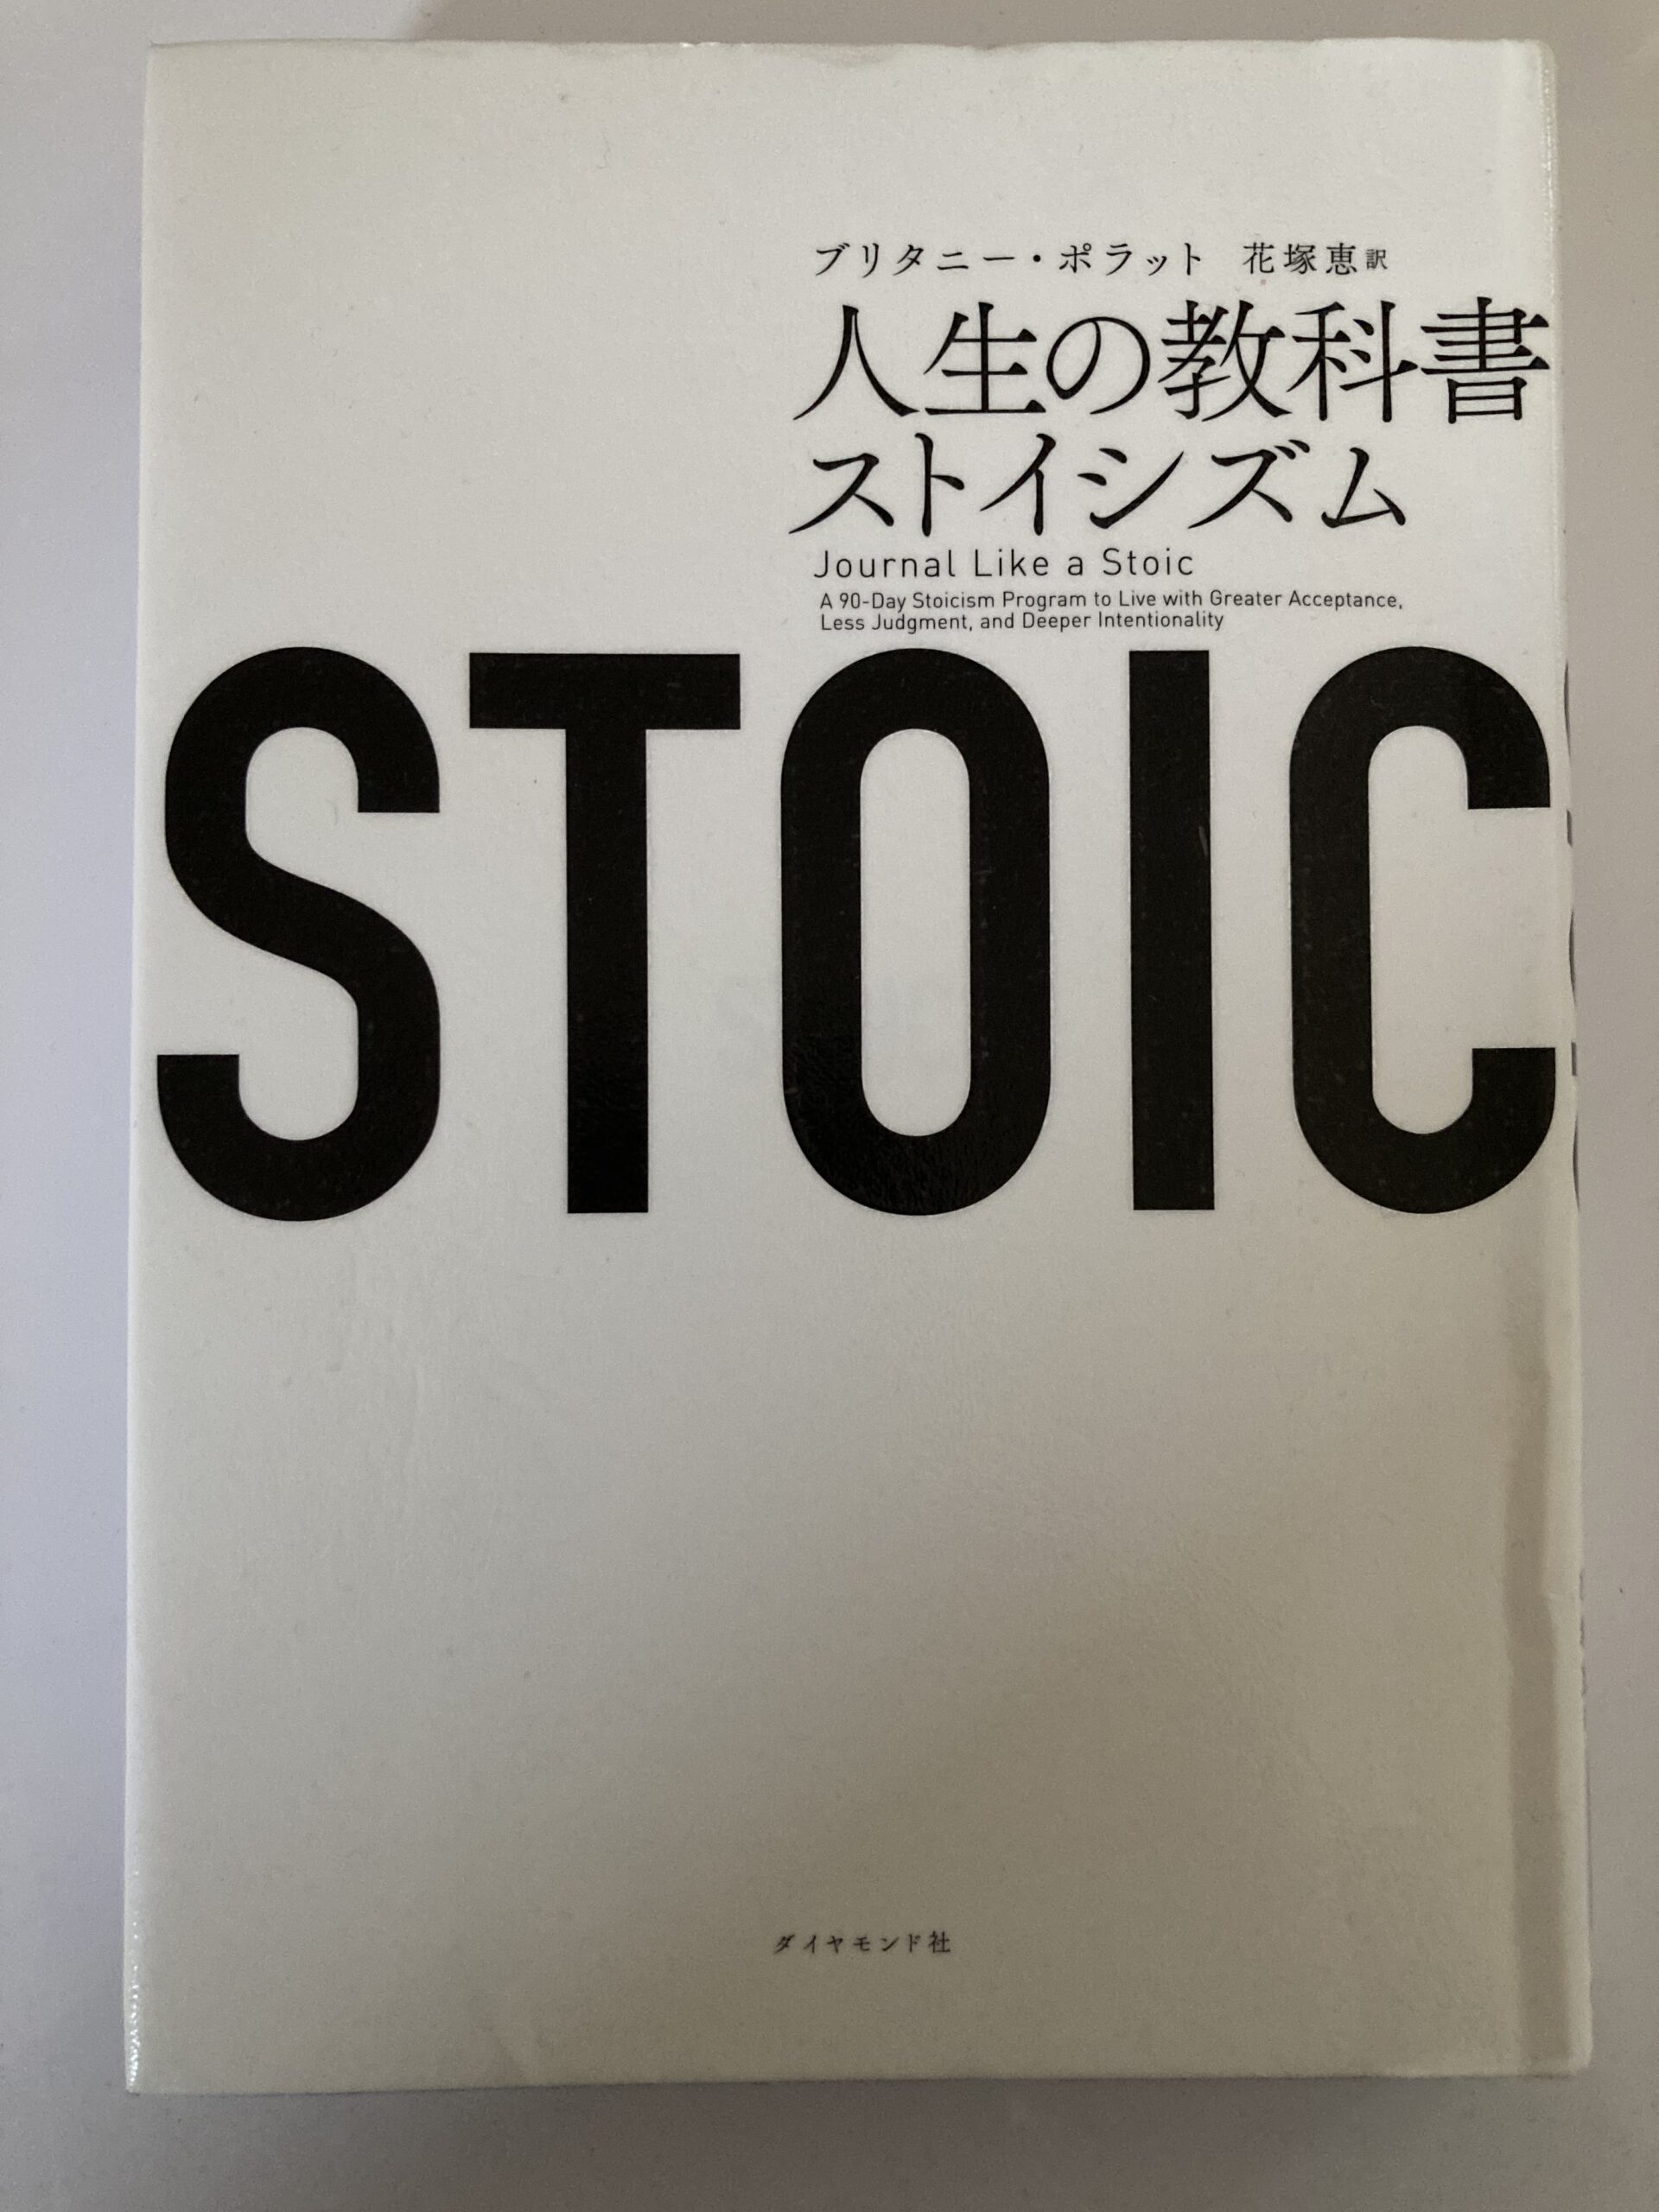 ブリタニー・ポラット 花塚恵訳
人生の教科書
ストイシズム
Journal Like a Stoic
A 90-Day Stoicism Program to Live with Greater Acceptance,
Less Judgment, and Deeper Intentionality
STOIC
ダイヤモンド社